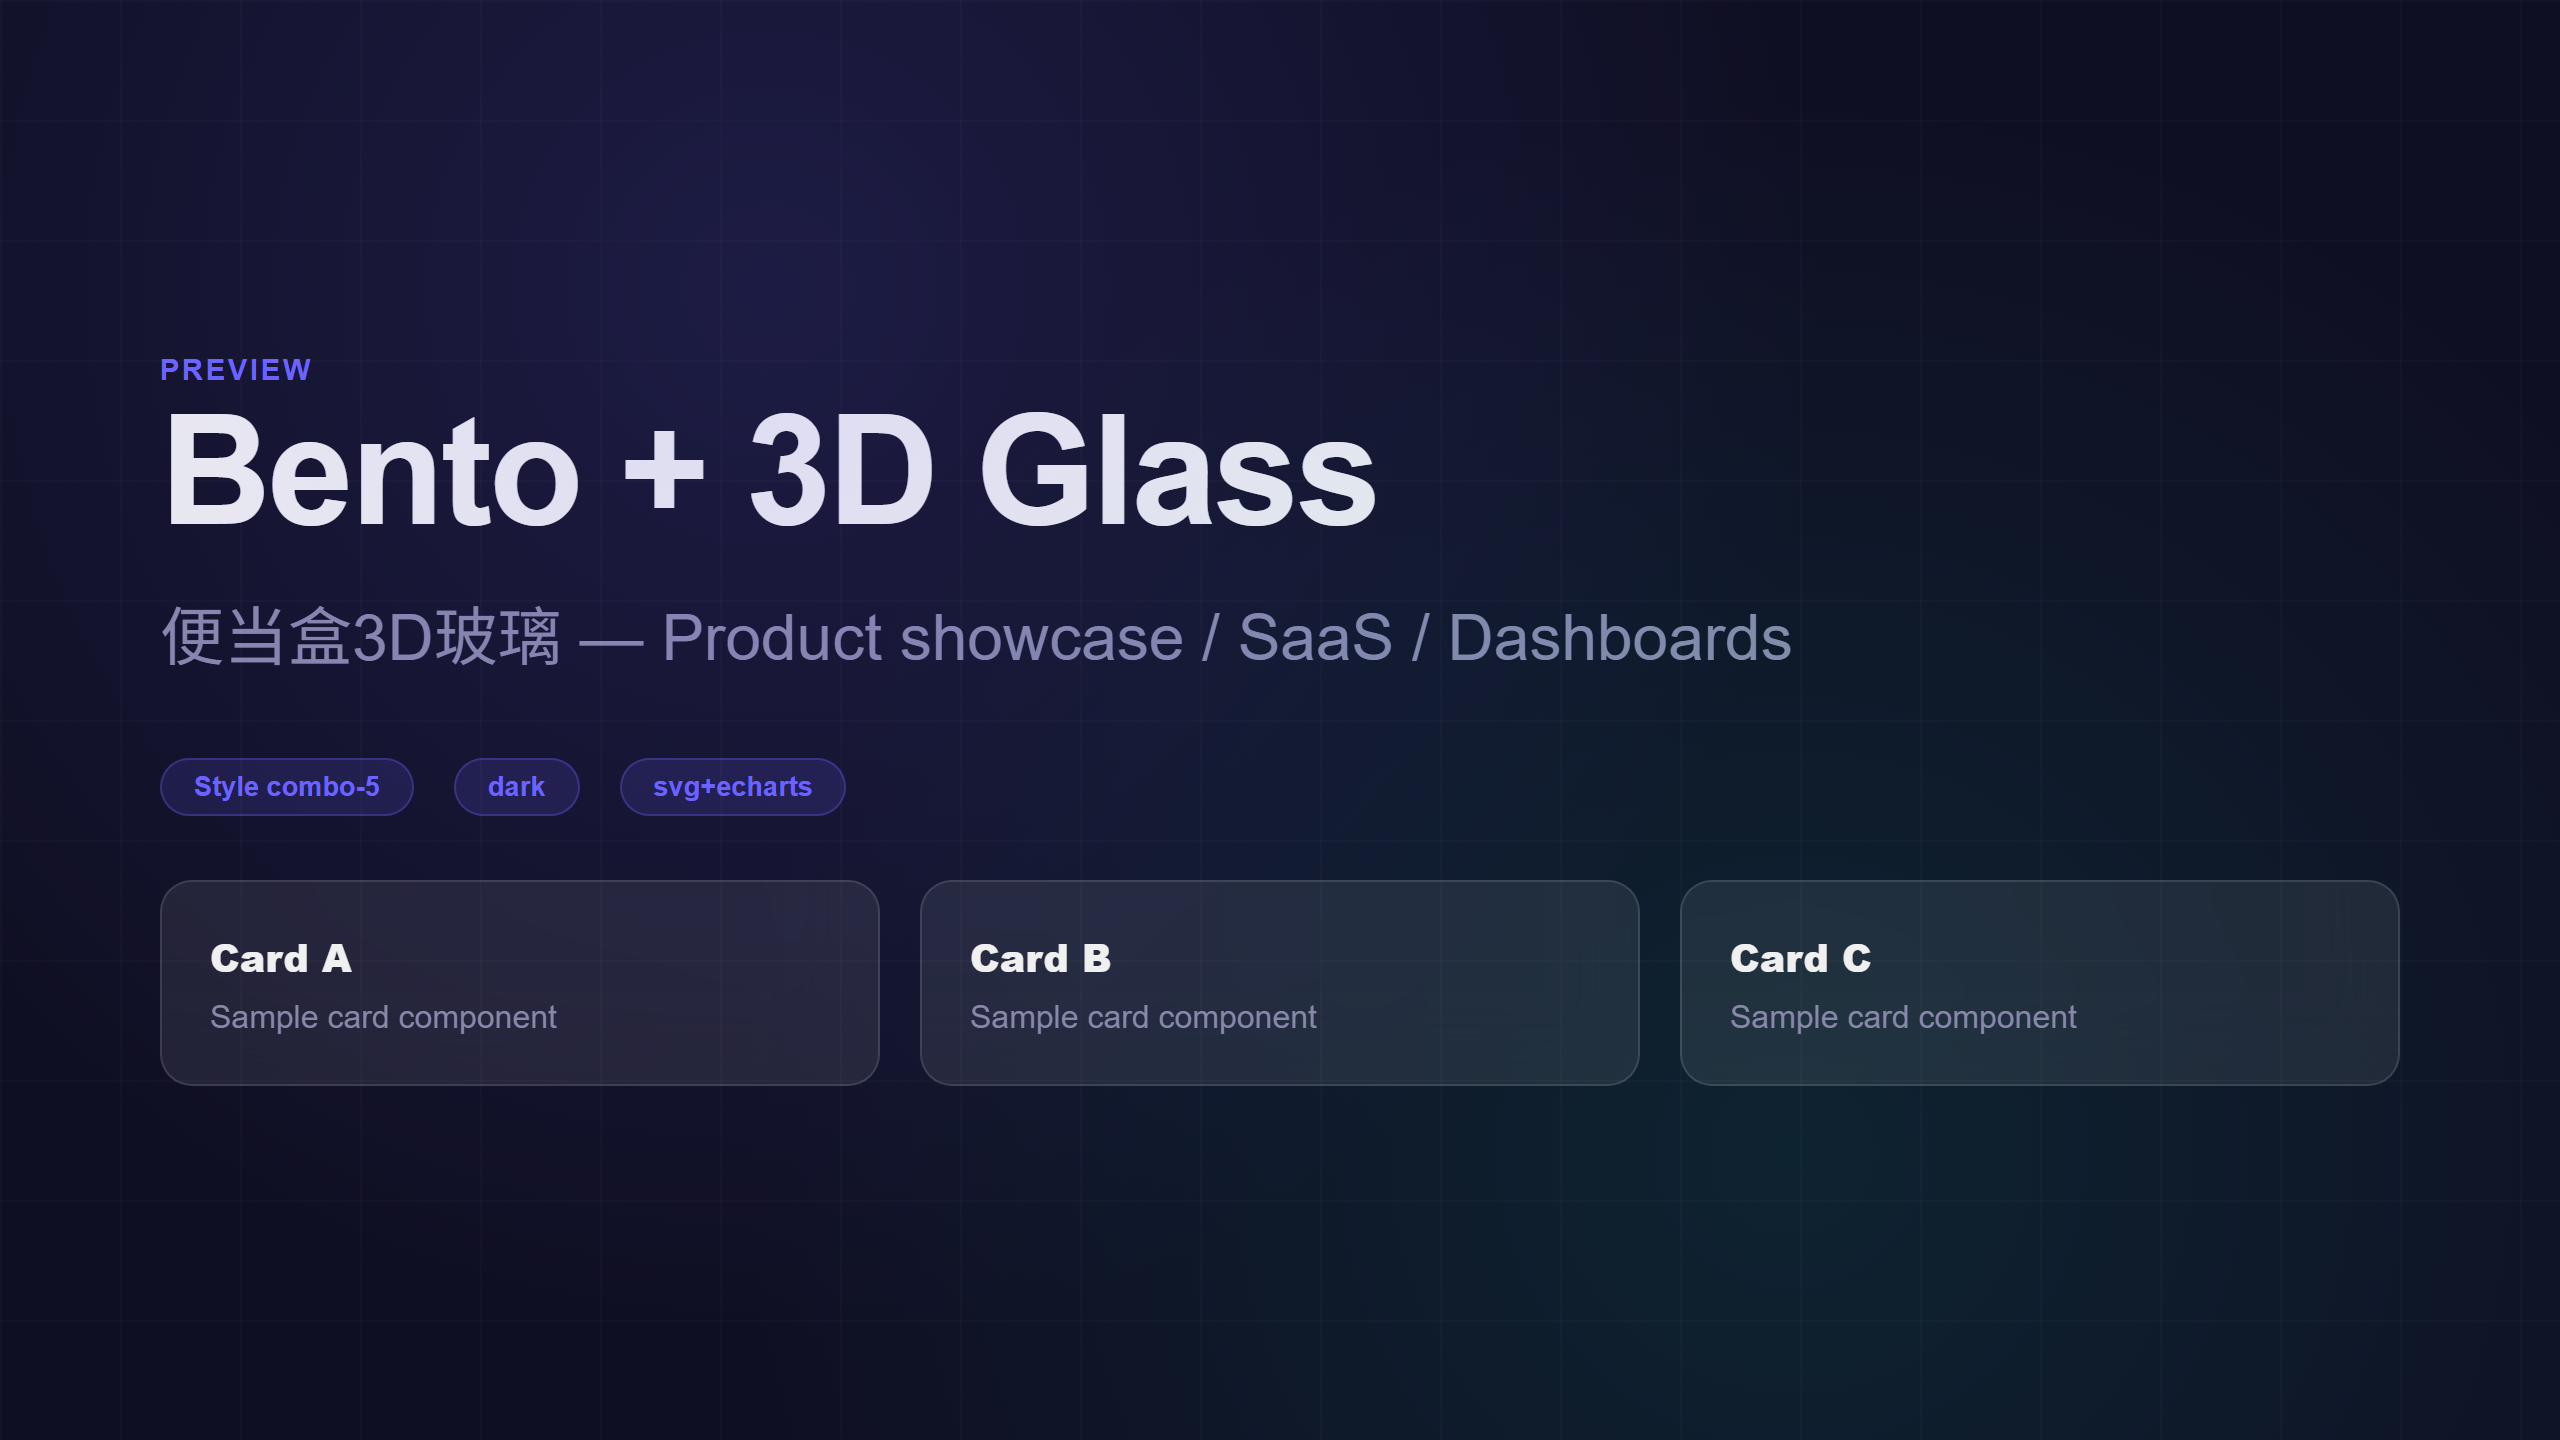 PREVIEW
Bento + 3D Glass
便当盒3D玻璃 — Product showcase / SaaS / Dashboards
Style combo-5
dark
svg+echarts
Card A
Sample card component
Card B
Sample card component
Card C
Sample card component